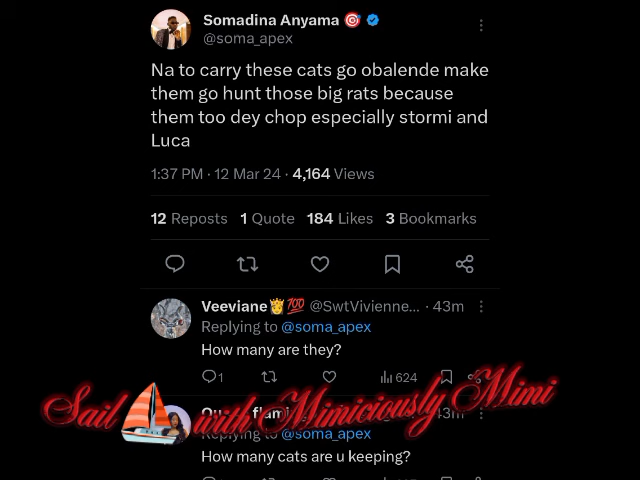 Somadina Anyama
@soma_apex
Na to carry these cats go obalende make
them go hunt those big rats because
them too dey chop especially stormi and
Luca
1:37 PM · 12 Mar 24 · 4,164 Views
12 Reposts 1 Quote 184 Likes 3 Bookmarks
Veeviane @SwtVivienne... · 43m
Replying to @soma_apex
How many are they?
1 624
Sail with Mimiciously Mimi
43m
Replying to @soma_apex
How many cats are u keeping?